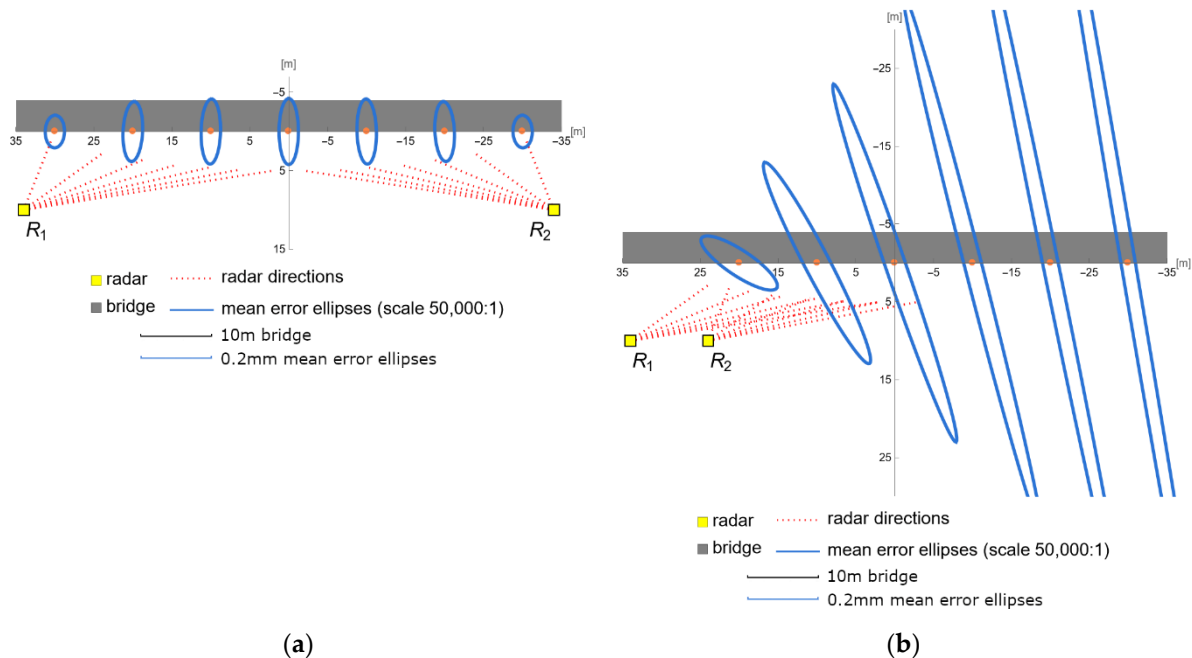 [m]
−5
35 25 15 5 −5 −15 −25 −35 [m]
5
R1 R2
15
radar radar directions
bridge mean error ellipses (scale 50,000:1)
10m bridge
0.2mm mean error ellipses
(a)
[m]
−25
−15
−5
35 25 15 5 −5 −15 −25 −35 [m]
5
R1 R2
15
25
radar radar directions
bridge mean error ellipses (scale 50,000:1)
10m bridge
0.2mm mean error ellipses
(b)